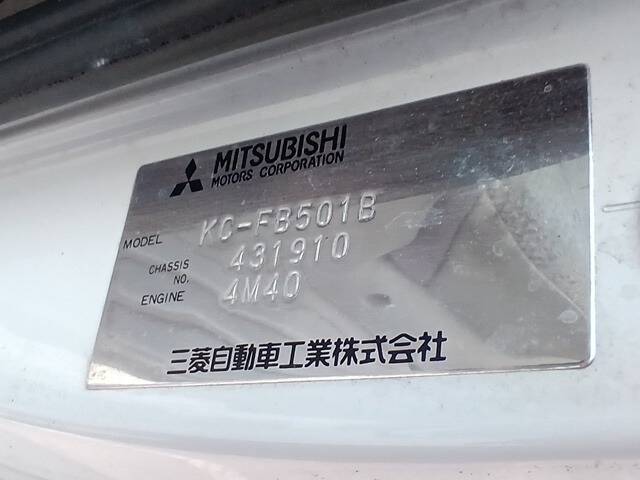 MITSUBISHI
MOTORS CORPORATION
MODEL KC-FB501B
CHASSIS NO. 431910
ENGINE 4M40
三菱自動車工業株式会社